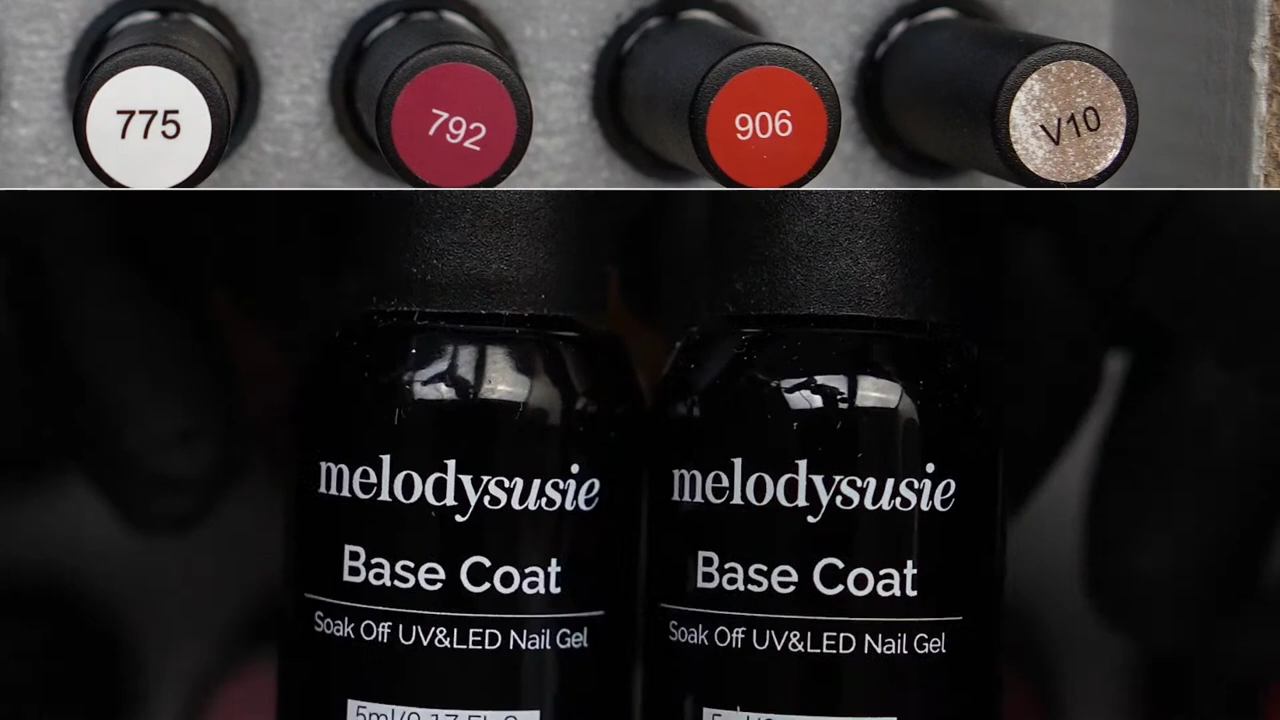 775 792 906 V10
melodysusie melodysusie
Base Coat Base Coat
Soak Off UV&LED Nail Gel Soak Off UV&LED Nail Gel